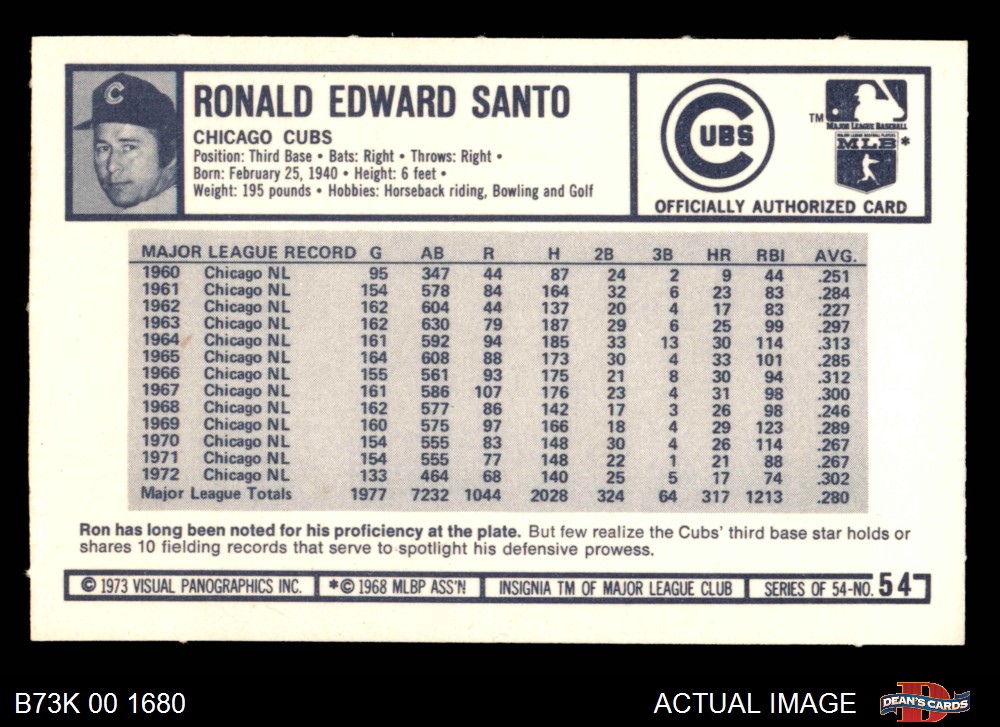 C
RONALD EDWARD SANTO
CHICAGO CUBS
Position: Third Base • Bats: Right • Throws: Right •
Born: February 25, 1940 • Height: 6 feet •
Weight: 195 pounds • Hobbies: Horseback riding, Bowling and Golf
CUBS
TM
MAJOR LEAGUE BASEBALL
MAJOR LEAGUE BASEBALL PLAYERS
MLB*
OFFICIALLY AUTHORIZED CARD
MAJOR LEAGUE RECORD G AB R H 2B 3B HR RBI AVG.
1960 Chicago NL 95 347 44 87 24 2 9 44 .251
1961 Chicago NL 154 578 84 164 32 6 23 83 .284
1962 Chicago NL 162 604 44 137 20 4 17 83 .227
1963 Chicago NL 162 630 79 187 29 6 25 99 .297
1964 Chicago NL 161 592 94 185 33 13 30 114 .313
1965 Chicago NL 164 608 88 173 30 4 33 101 .285
1966 Chicago NL 155 561 93 175 21 8 30 94 .312
1967 Chicago NL 161 586 107 176 23 4 31 98 .300
1968 Chicago NL 162 577 86 142 17 3 26 98 .246
1969 Chicago NL 160 575 97 166 18 4 29 123 .289
1970 Chicago NL 154 555 83 148 30 4 26 114 .267
1971 Chicago NL 154 555 77 148 22 1 21 88 .267
1972 Chicago NL 133 464 68 140 25 5 17 74 .302
Major League Totals 1977 7232 1044 2028 324 64 317 1213 .280
Ron has long been noted for his proficiency at the plate. But few realize the Cubs' third base star holds or
shares 10 fielding records that serve to spotlight his defensive prowess.
© 1973 VISUAL PANOGRAPHICS INC. *© 1968 MLBP ASS'N INSIGNIA TM OF MAJOR LEAGUE CLUB SERIES OF 54-NO. 54
B73K 00 1680 ACTUAL IMAGE
D
DEAN'S CARDS